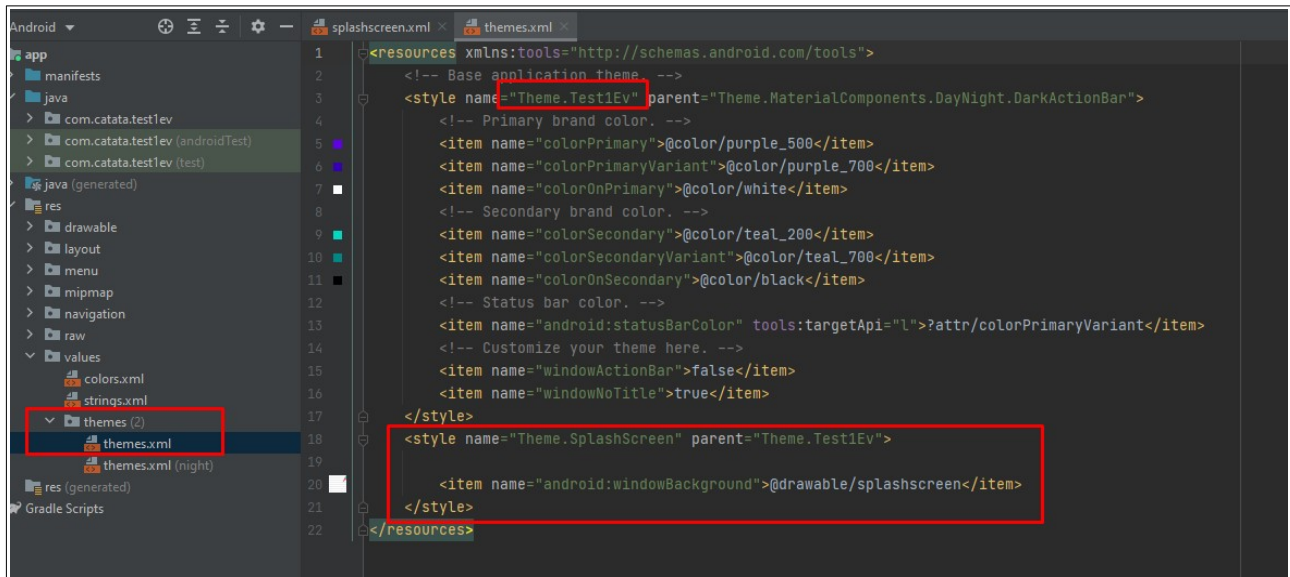 Android
splashscreen.xml
themes.xml
app
manifests
java
com.catata.test1ev
com.catata.test1ev (androidTest)
com.catata.test1ev (test)
java (generated)
res
drawable
layout
menu
mipmap
navigation
raw
values
colors.xml
strings.xml
themes (2)
themes.xml
themes.xml (night)
res (generated)
Gradle Scripts
1 <resources xmlns:tools="http://schemas.android.com/tools">
2 <!-- Base application theme. -->
3 <style name="Theme.Test1Ev" parent="Theme.MaterialComponents.DayNight.DarkActionBar">
4 <!-- Primary brand color. -->
5 <item name="colorPrimary">@color/purple_500</item>
6 <item name="colorPrimaryVariant">@color/purple_700</item>
7 <item name="colorOnPrimary">@color/white</item>
8 <!-- Secondary brand color. -->
9 <item name="colorSecondary">@color/teal_200</item>
10 <item name="colorSecondaryVariant">@color/teal_700</item>
11 <item name="colorOnSecondary">@color/black</item>
12 <!-- Status bar color. -->
13 <item name="android:statusBarColor" tools:targetApi="l">?attr/colorPrimaryVariant</item>
14 <!-- Customize your theme here. -->
15 <item name="windowActionBar">false</item>
16 <item name="windowNoTitle">true</item>
17 </style>
18 <style name="Theme.SplashScreen" parent="Theme.Test1Ev">
19
20 <item name="android:windowBackground">@drawable/splashscreen</item>
21 </style>
22 </resources>